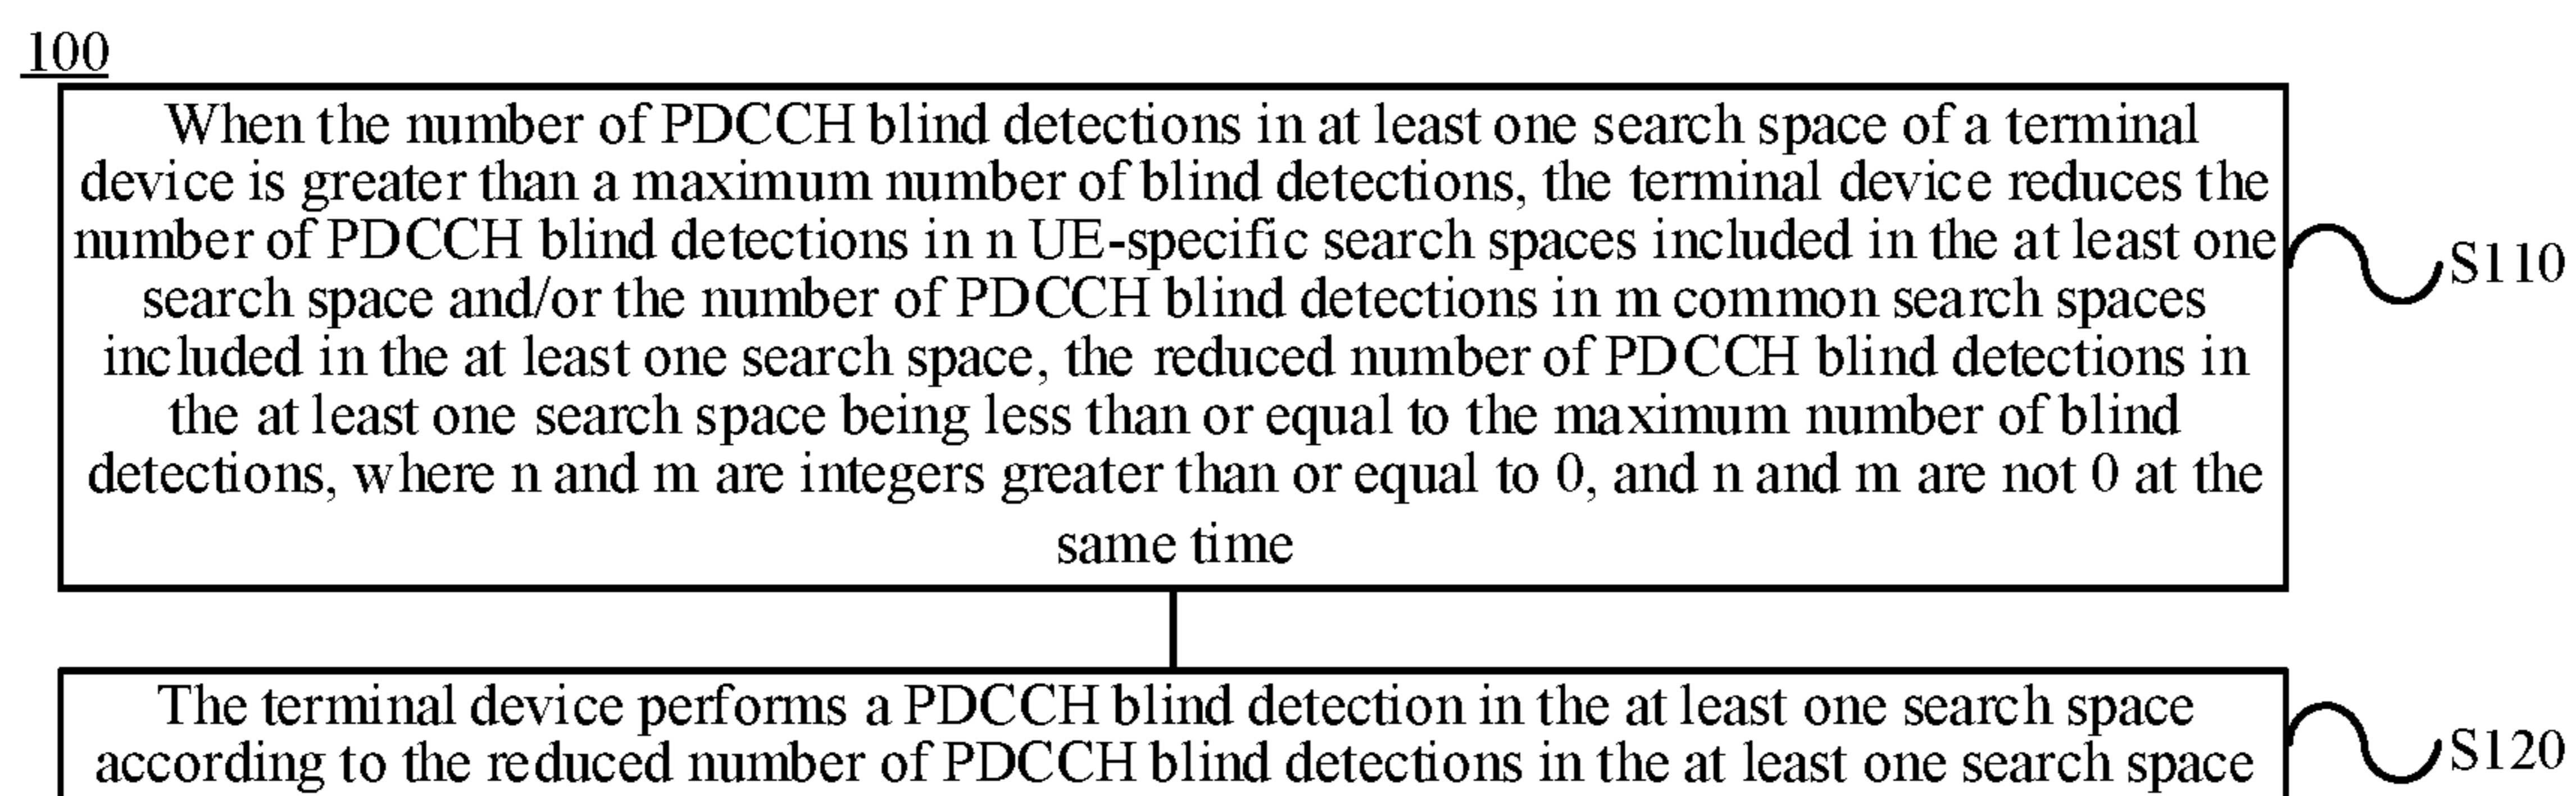 100
When the number of PDCCH blind detections in at least one search space of a terminal
device is greater than a maximum number of blind detections, the terminal device reduces the
number of PDCCH blind detections in n UE-specific search spaces included in the at least one
search space and/or the number of PDCCH blind detections in m common search spaces
included in the at least one search space, the reduced number of PDCCH blind detections in
the at least one search space being less than or equal to the maximum number of blind
detections, where n and m are integers greater than or equal to 0, and n and m are not 0 at the
same time
S110
The terminal device performs a PDCCH blind detection in the at least one search space
according to the reduced number of PDCCH blind detections in the at least one search space
S120